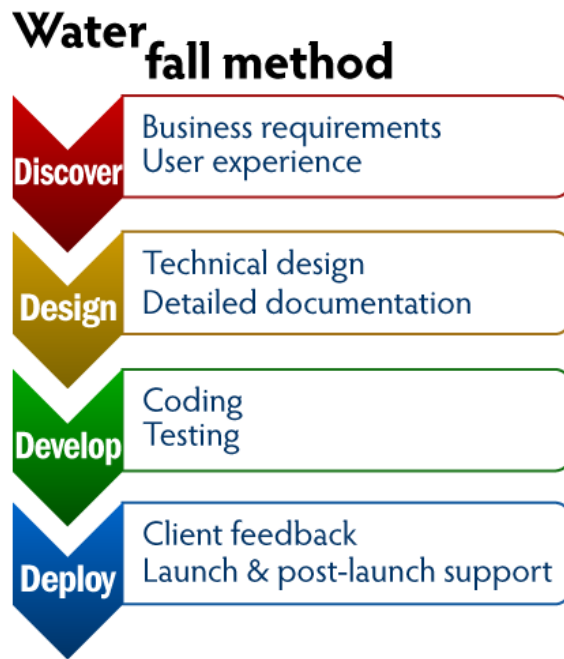 Water
fall method
Discover
Business requirements
User experience
Design
Technical design
Detailed documentation
Develop
Coding
Testing
Deploy
Client feedback
Launch & post-launch support